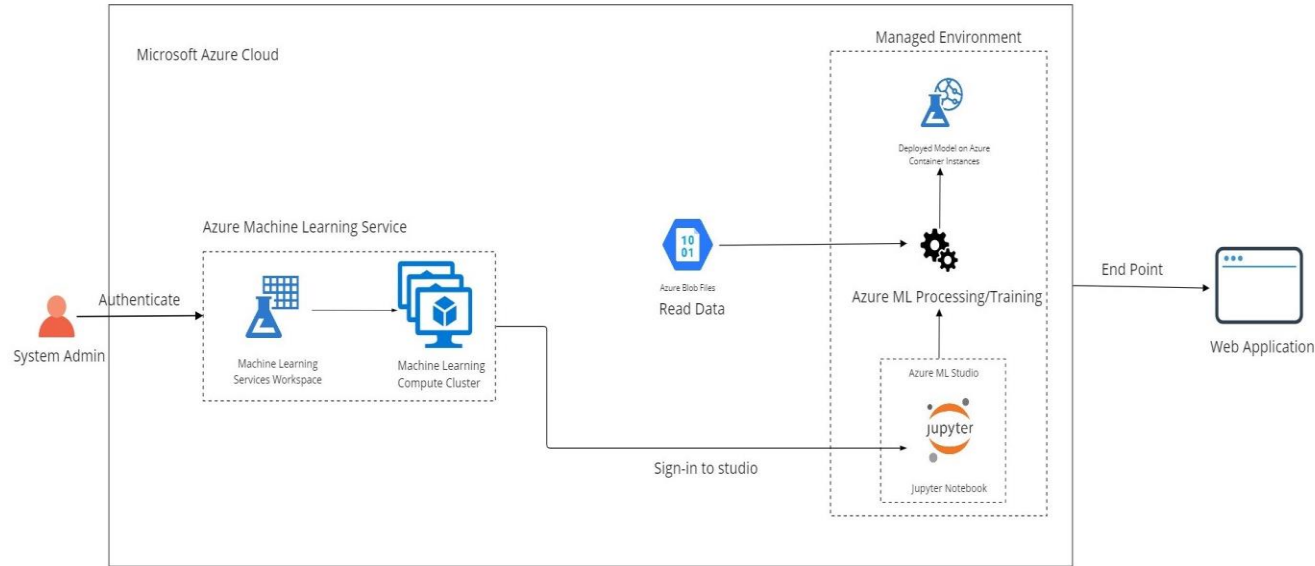 Microsoft Azure Cloud
Managed Environment
Deployed Model on Azure
Container Instances
Azure Machine Learning Service
10
01
Azure Blob Files
Read Data
Azure ML Processing/Training
End Point
Authenticate
System Admin
Machine Learning
Services Workspace
Machine Learning
Compute Cluster
Web Application
Azure ML Studio
jupyter
Jupyter Notebook
Sign-in to studio